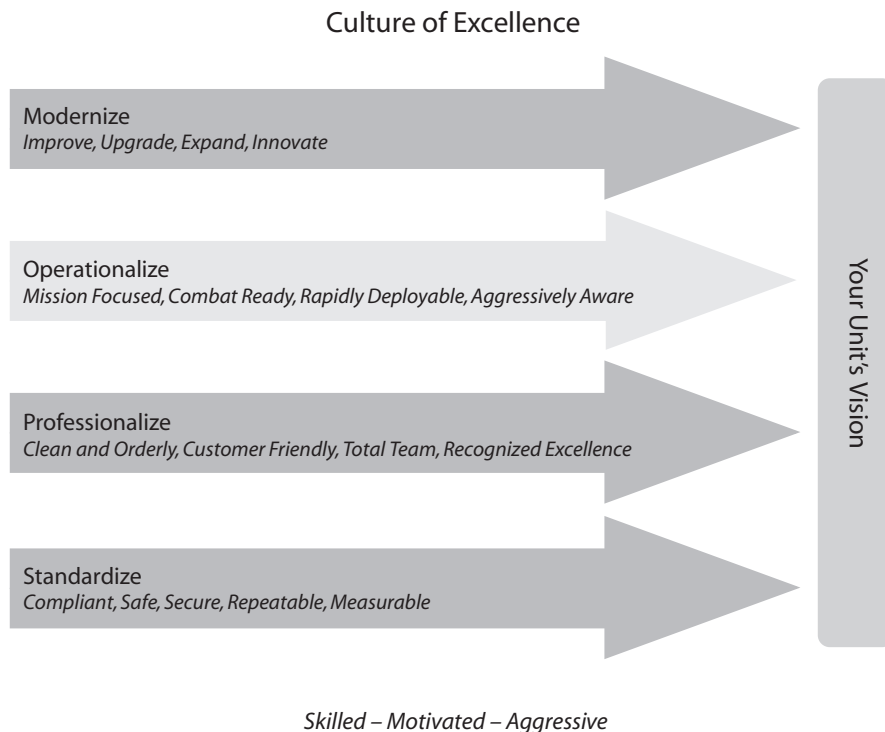 Culture of Excellence
Modernize
Improve, Upgrade, Expand, Innovate
Operationalize
Mission Focused, Combat Ready, Rapidly Deployable, Aggressively Aware
Professionalize
Clean and Orderly, Customer Friendly, Total Team, Recognized Excellence
Standardize
Compliant, Safe, Secure, Repeatable, Measurable
Your Unit's Vision
Skilled – Motivated – Aggressive